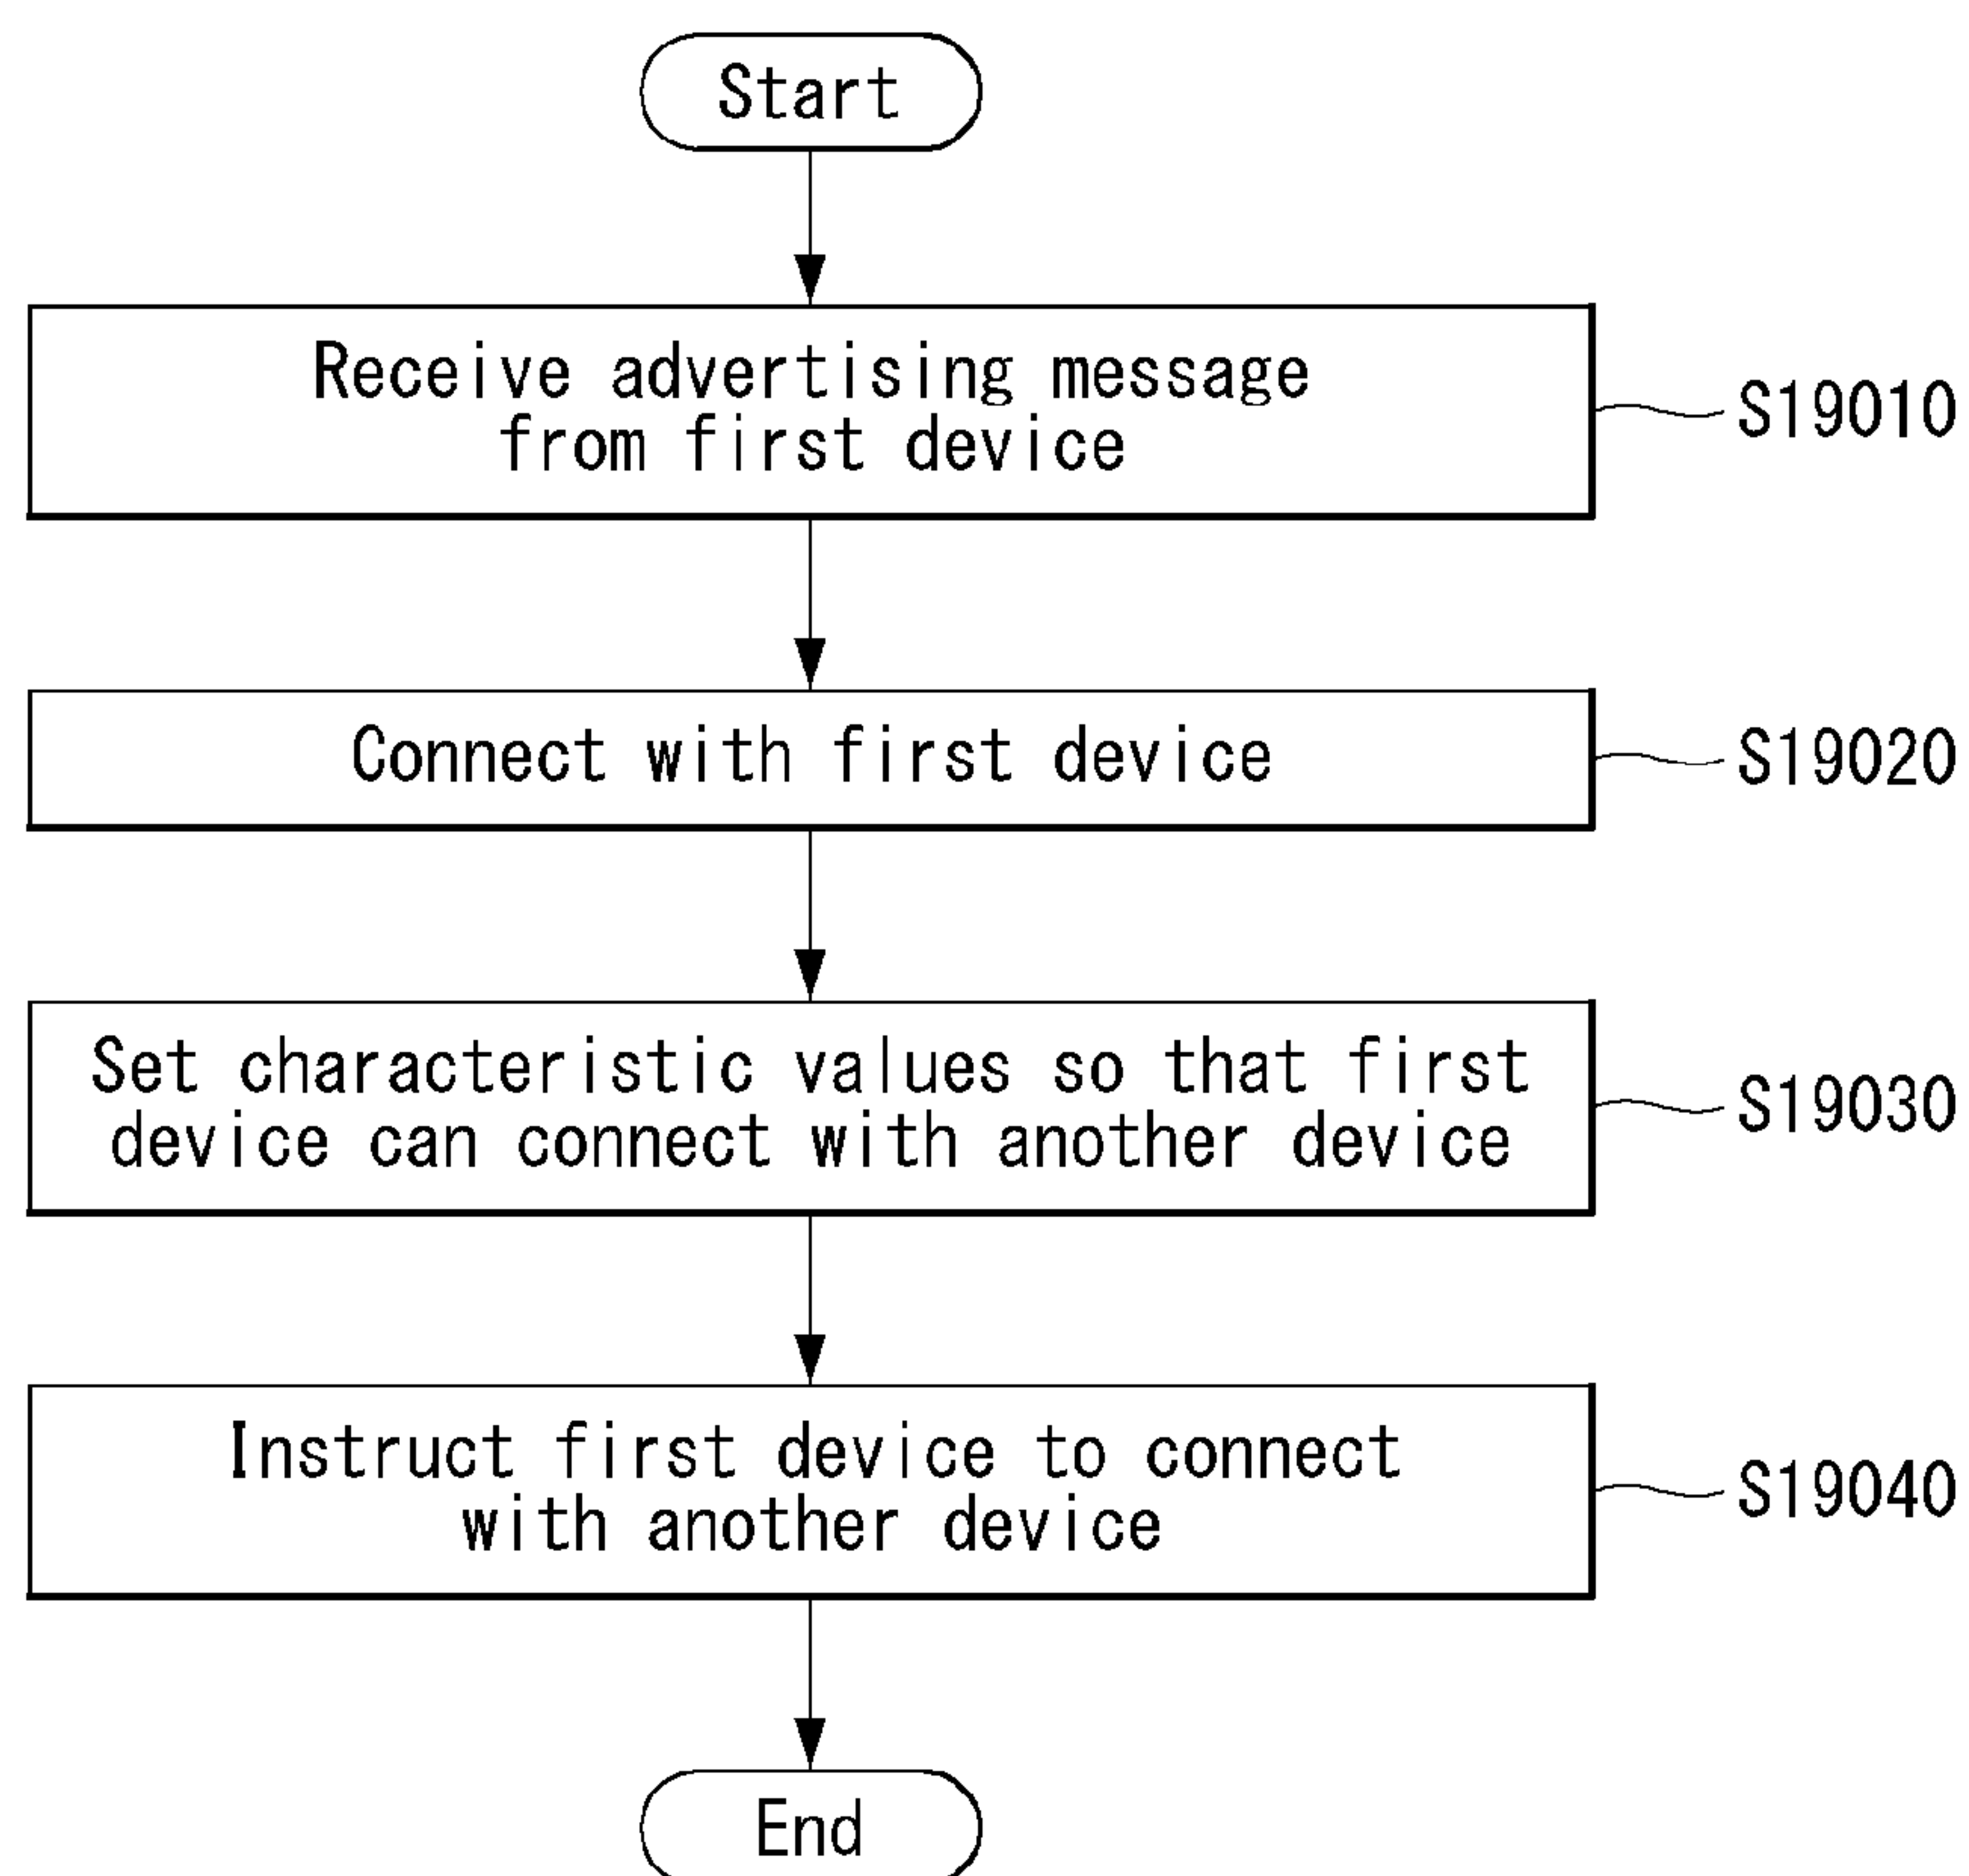 Start
Receive advertising message
from first device
S19010
Connect with first device
S19020
Set characteristic values so that first
device can connect with another device
S19030
Instruct first device to connect
with another device
S19040
End